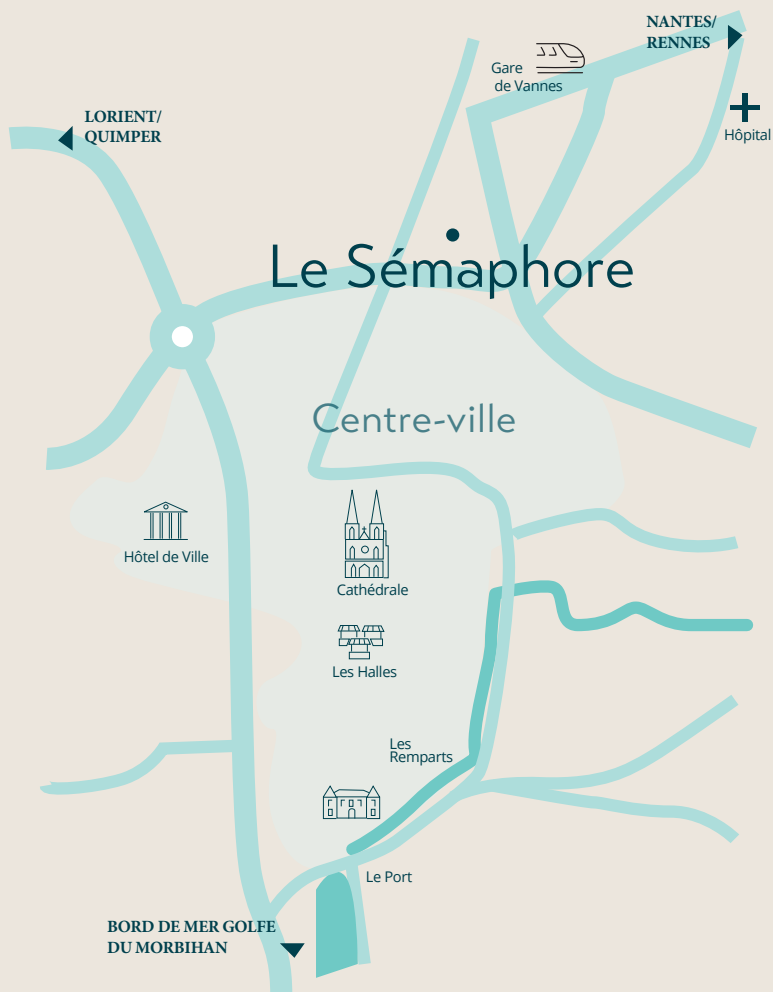 NANTES/
RENNES
Gare
de Vannes
LORIENT/
QUIMPER
Hôpital
Le Sémaphore
Centre-ville
Hôtel de Ville
Cathédrale
Les Halles
Les
Remparts
Le Port
BORD DE MER GOLFE
DU MORBIHAN